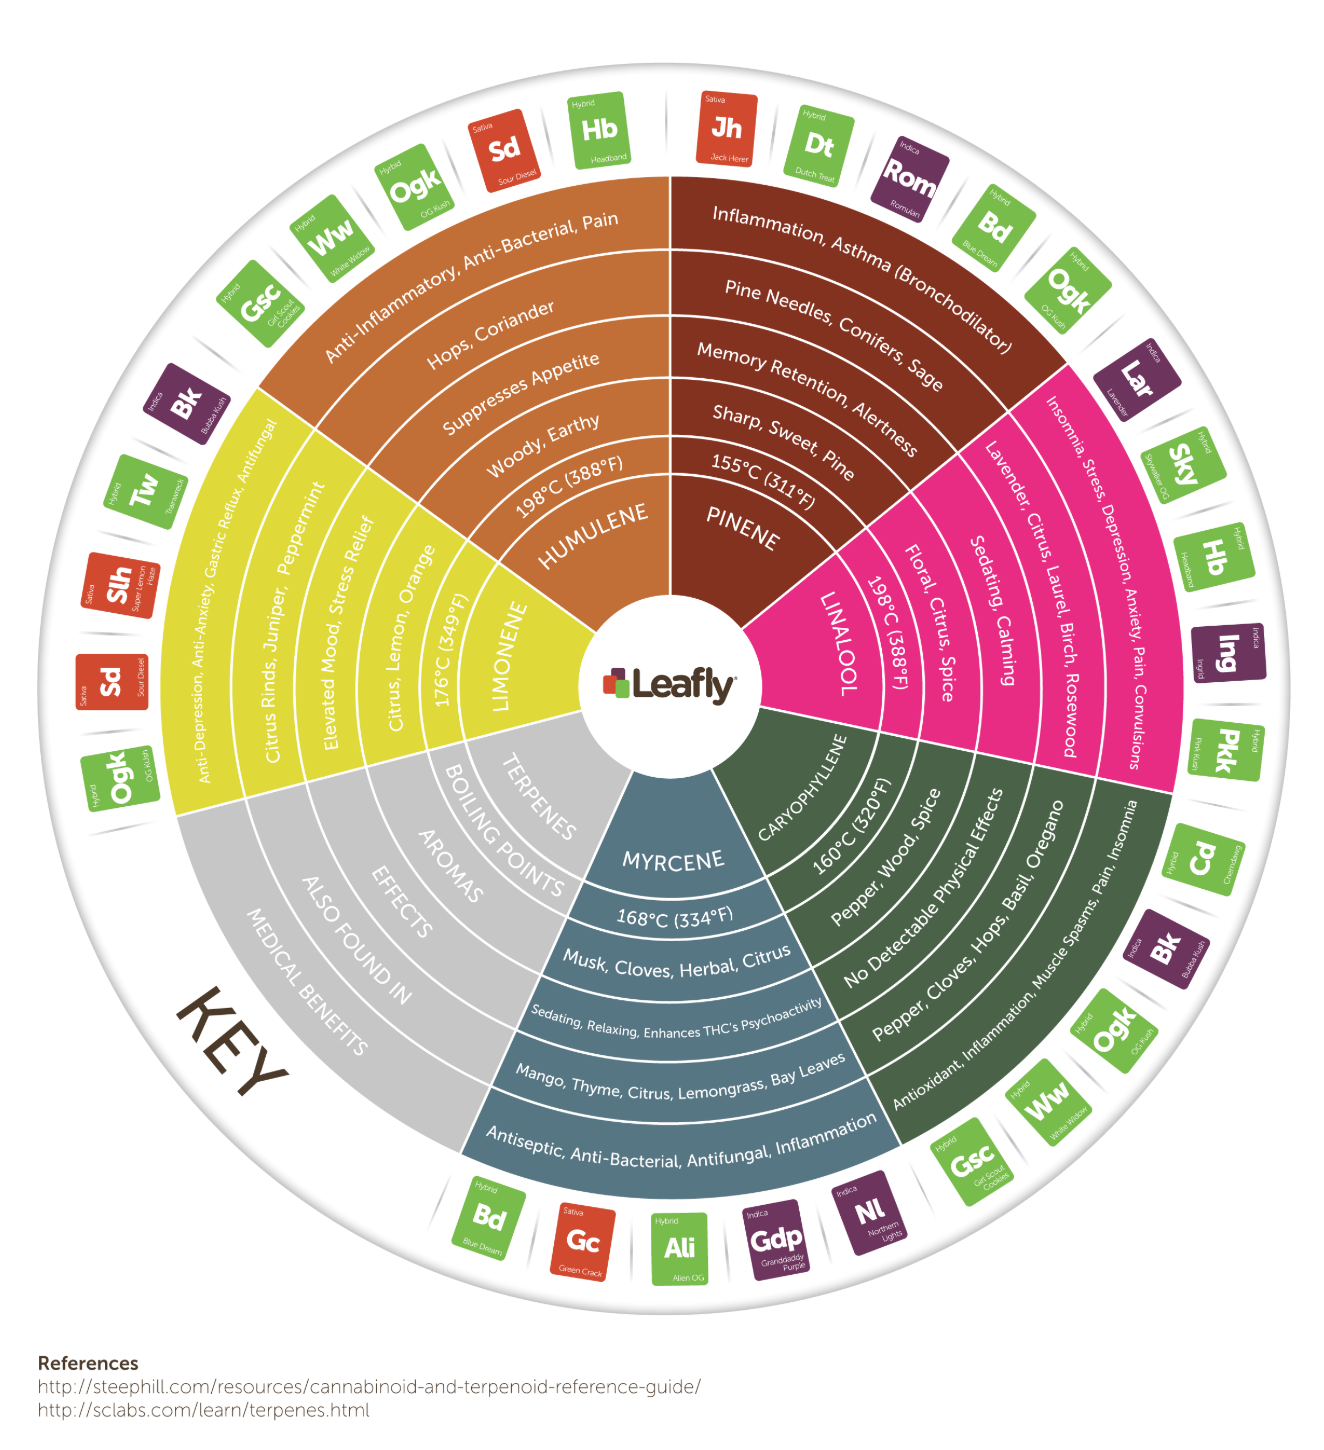 Hybrid
Hb
Headband
Sativa
Sd
Sour Diesel
Hyrbid
Ogk
OG Kush
Hybrid
Ww
White Widow
Hybrid
Gsc
Girl Scout
Cookies
Sativa
Jh
Jack Herer
Hybrid
Dt
Dutch Treat
Indica
Rom
Romulan
Hybrid
Bd
Blue Dream
Hybrid
Ogk
OG Kush
Indica
Lar
Lavender
Hybrid
Sky
Skywalker OG
Hybrid
Hb
Headband
Indica
Ing
Ingrid
Hybrid
Pkk
Pink Kush
Hybrid
Cd
Chemdawg
Indica
Bk
Bubba Kush
Hybrid
Ogk
OG Kush
Hybrid
Ww
White Widow
Hybrid
Gsc
Girl Scout
Cookies
Indica
Nl
Northern
Lights
Indica
Gdp
Granddaddy
Purple
Hybrid
Ali
Alien OG
Sativa
Gc
Green Crack
Hybrid
Bd
Blue Dream
Hybrid
Ogk
OG Kush
Sativa
Sd
Sour Diesel
Sativa
Slh
Super Lemon
Haze
Hybrid
Tw
Trainwreck
Indica
Bk
Bubba Kush
Anti-Inflammatory, Anti-Bacterial, Pain
Hops, Coriander
Suppresses Appetite
Woody, Earthy
198°C (388°F)
HUMULENE
Inflammation, Asthma (Bronchodilator)
Pine Needles, Conifers, Sage
Memory Retention, Alertness
Sharp, Sweet, Pine
155°C (311°F)
PINENE
Insomnia, Stress, Depression, Anxiety, Pain, Convulsions
Lavender, Citrus, Laurel, Birch, Rosewood
Sedating, Calming
Floral, Citrus, Spice
198°C (388°F)
LINALOOL
CARYOPHYLLENE
160°C (320°F)
Pepper, Wood, Spice
No Detectable Physical Effects
Pepper, Cloves, Hops, Basil, Oregano
Antioxidant, Inflammation, Muscle Spasms, Pain, Insomnia
MYRCENE
168°C (334°F)
Musk, Cloves, Herbal, Citrus
Sedating, Relaxing, Enhances THC's Psychoactivity
Mango, Thyme, Citrus, Lemongrass, Bay Leaves
Antiseptic, Anti-Bacterial, Antifungal, Inflammation
TERPENES
BOILING POINTS
AROMAS
EFFECTS
ALSO FOUND IN
MEDICAL BENEFITS
KEY
Anti-Depression, Anti-Anxiety, Gastric Reflux, Antifungal
Citrus Rinds, Juniper, Peppermint
Elevated Mood, Stress Relief
Citrus, Lemon, Orange
176°C (349°F)
LIMONENE
Leafly
References
http://steephill.com/resources/cannabinoid-and-terpenoid-reference-guide/
http://sclabs.com/learn/terpenes.html